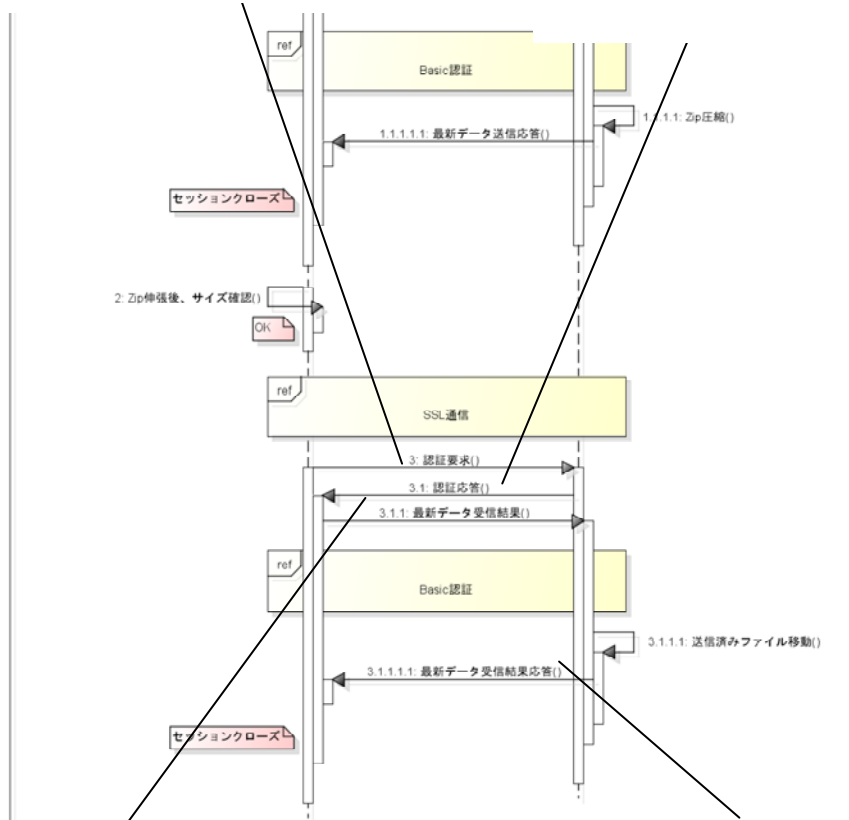 ref
Basic認証
1.1.1.1: Zip圧縮()
1.1.1.1.1: 最新データ送信応答()
セッションクローズ
2: Zip伸張後、サイズ確認()
OK
ref
SSL通信
3: 認証要求()
3.1: 認証応答()
3.1.1: 最新データ受信結果()
ref
Basic認証
3.1.1.1: 送信済みファイル移動()
3.1.1.1.1: 最新データ受信結果応答()
セッションクローズ